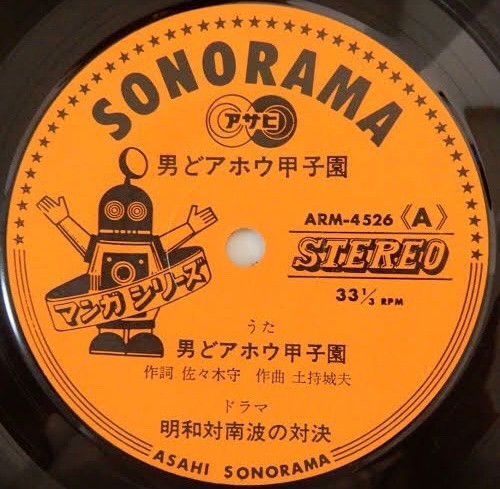 SONORAMA
アサヒ
男どアホウ甲子園
ARM-4526《A》
STEREO
33 1/3 RPM
マンガシリーズ
うた
男どアホウ甲子園
作詞 佐々木守 作曲 土持城夫
ドラマ
明和対南波の対決
ASAHI SONORAMA